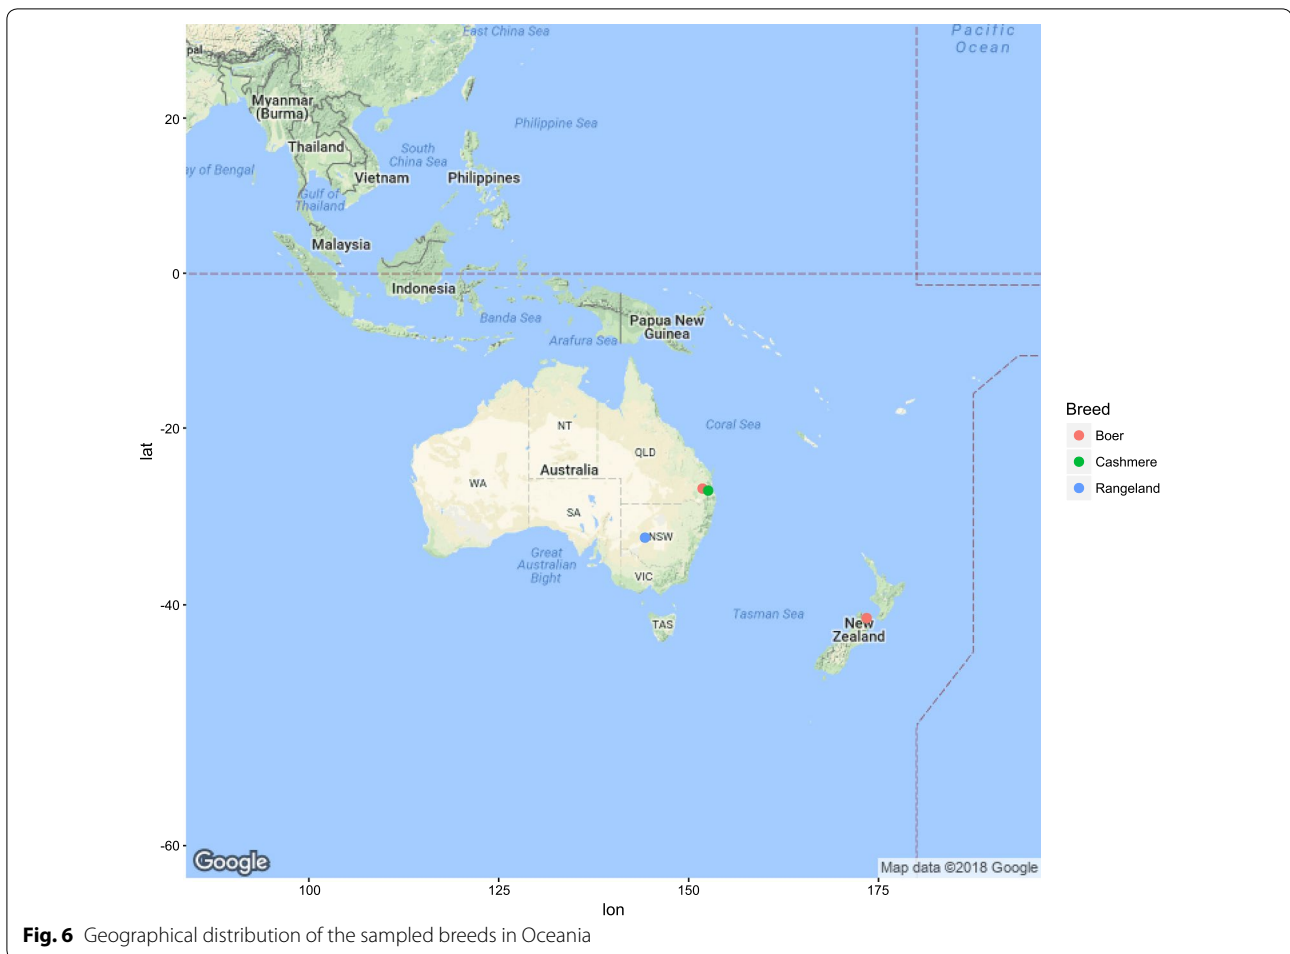 East China Sea
Pacific
Ocean
pal
Myanmar
(Burma)
20
Philippine Sea
Thailand
South
China Sea
ay of Bengal
Vietnam
Philippines
Gulf of
Thailand
Malaysia
0
Indonesia
Banda Sea
Papua New
Guinea
Arafura Sea
Breed
Boer
Cashmere
Rangeland
-20
NT
Coral Sea
lat
QLD
Australia
WA
SA
NSW
Great
Australian
Bight
VIC
-40
Tasman Sea
TAS
New
Zealand
-60
Google
Map data ©2018 Google
100
125
150
175
lon
Fig. 6 Geographical distribution of the sampled breeds in Oceania